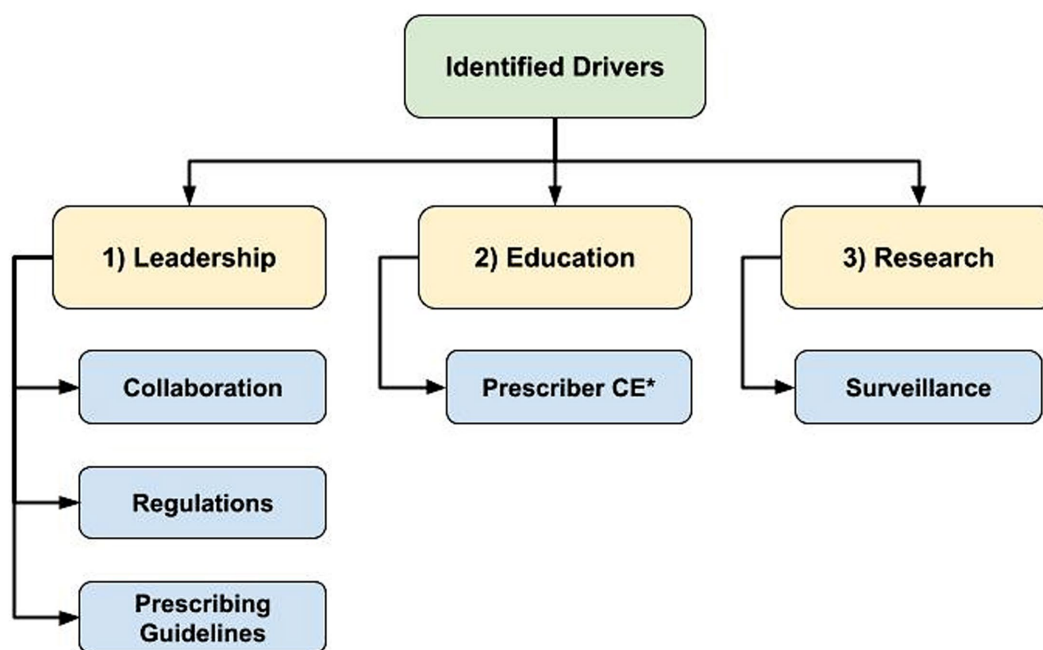 Identified Drivers
1) Leadership
2) Education
3) Research
Collaboration
Prescriber CE*
Surveillance
Regulations
Prescribing
Guidelines